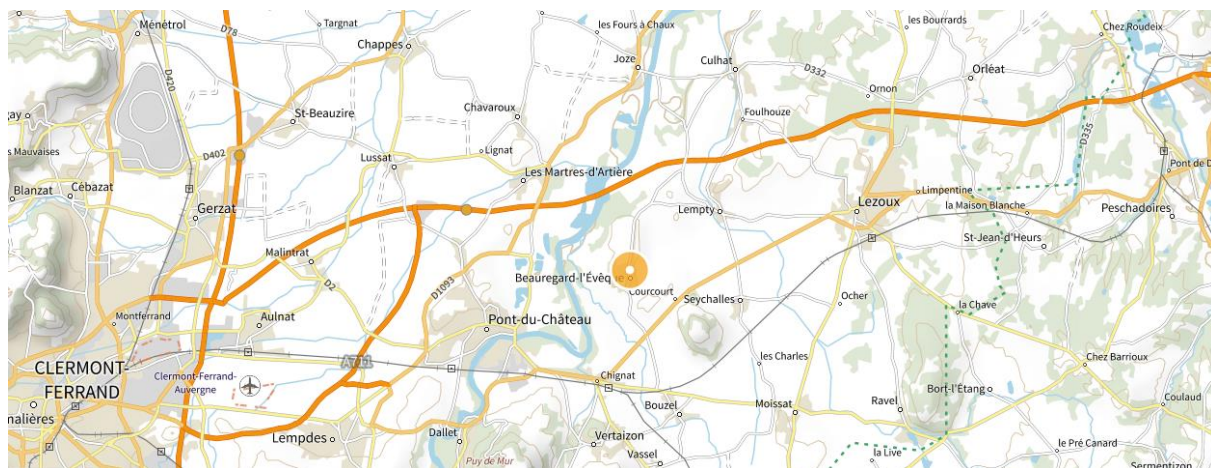 Ménétrol
Targnat
les Fours à Chaux
les Bourrards
Chez Roudeix
D78
Chappes
Joze
Culhat
D332
Orléat
D420
Ornon
St-Beauzire
Chavaroux
Foulhouze
D335
D402
Lussat
Lignat
Les Martres-d'Artière
Blanzat
Cébazat
Gerzat
Lempty
Lezoux
Limpentine
la Maison Blanche
Peschadoires
St-Jean-d'Heurs
Malintrat
D2
D1093
Beauregard-l'Évêque
Courcourt
Seychalles
Ocher
la Chave
Montferrand
Aulnat
Pont-du-Château
A711
les Charles
Chez Barrioux
CLERMONT-
FERRAND
Clermont-Ferrand-
Auvergne
Chignat
Bort-l'Étang
Coulaud
Bouzel
Moissat
Ravel
Lempdes
Dallet
Vertaizon
Vassel
Puy de Mur
la Live
le Pré Canard
Sermentizon